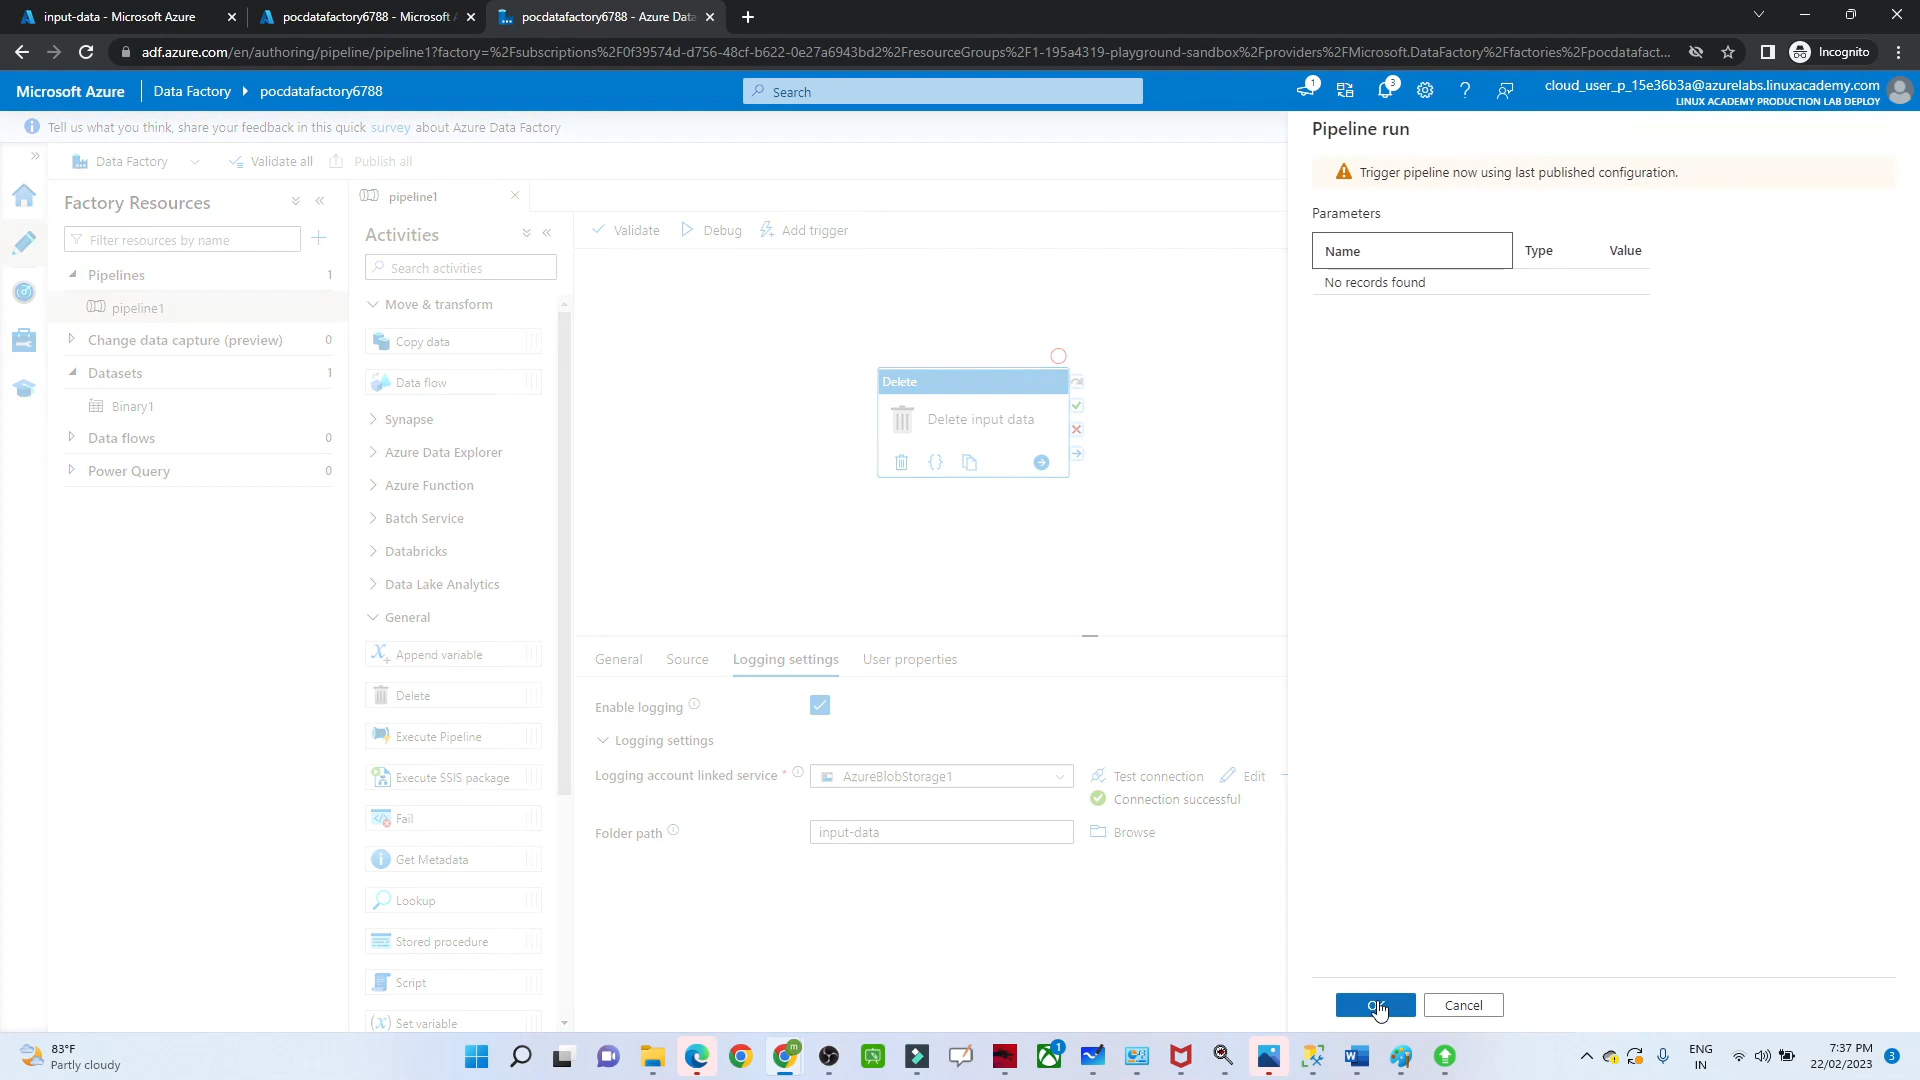 input-data - Microsoft Azure
pocdatafactory6788 - Microsoft A
pocdatafactory6788 - Azure Data
adf.azure.com/en/authoring/pipeline/pipeline1?factory=%2Fsubscriptions%2F0f39574d-d756-48cf-b622-0e27a6943bd2%2FresourceGroups%2F1-195a4319-playground-sandbox%2Fproviders%2FMicrosoft.DataFactory%2Ffactories%2Fpocdatafact...
Incognito
Microsoft Azure
Data Factory
pocdatafactory6788
Search
1
3
cloud_user_p_15e36b3a@azurelabs.linuxacademy.com
LINUX ACADEMY PRODUCTION LAB DEPLOY
Tell us what you think, share your feedback in this quick survey about Azure Data Factory
Data Factory
Validate all
Publish all
Factory Resources
Filter resources by name
Pipelines 1
pipeline1
Change data capture (preview) 0
Datasets 1
Binary1
Data flows 0
Power Query 0
pipeline1
Activities
Search activities
Move & transform
Copy data
Data flow
Synapse
Azure Data Explorer
Azure Function
Batch Service
Databricks
Data Lake Analytics
General
Append variable
Delete
Execute Pipeline
Execute SSIS package
Fail
Get Metadata
Lookup
Stored procedure
Script
Set variable
Validate
Debug
Add trigger
Delete
Delete input data
General
Source
Logging settings
User properties
Enable logging
Logging settings
Logging account linked service *
AzureBlobStorage1
Test connection
Edit
Connection successful
Folder path
input-data
Browse
Pipeline run
Trigger pipeline now using last published configuration.
Parameters
Name Type Value
No records found
Cancel
83°F
Partly cloudy
1
ENG
IN
7:37 PM
22/02/2023
3